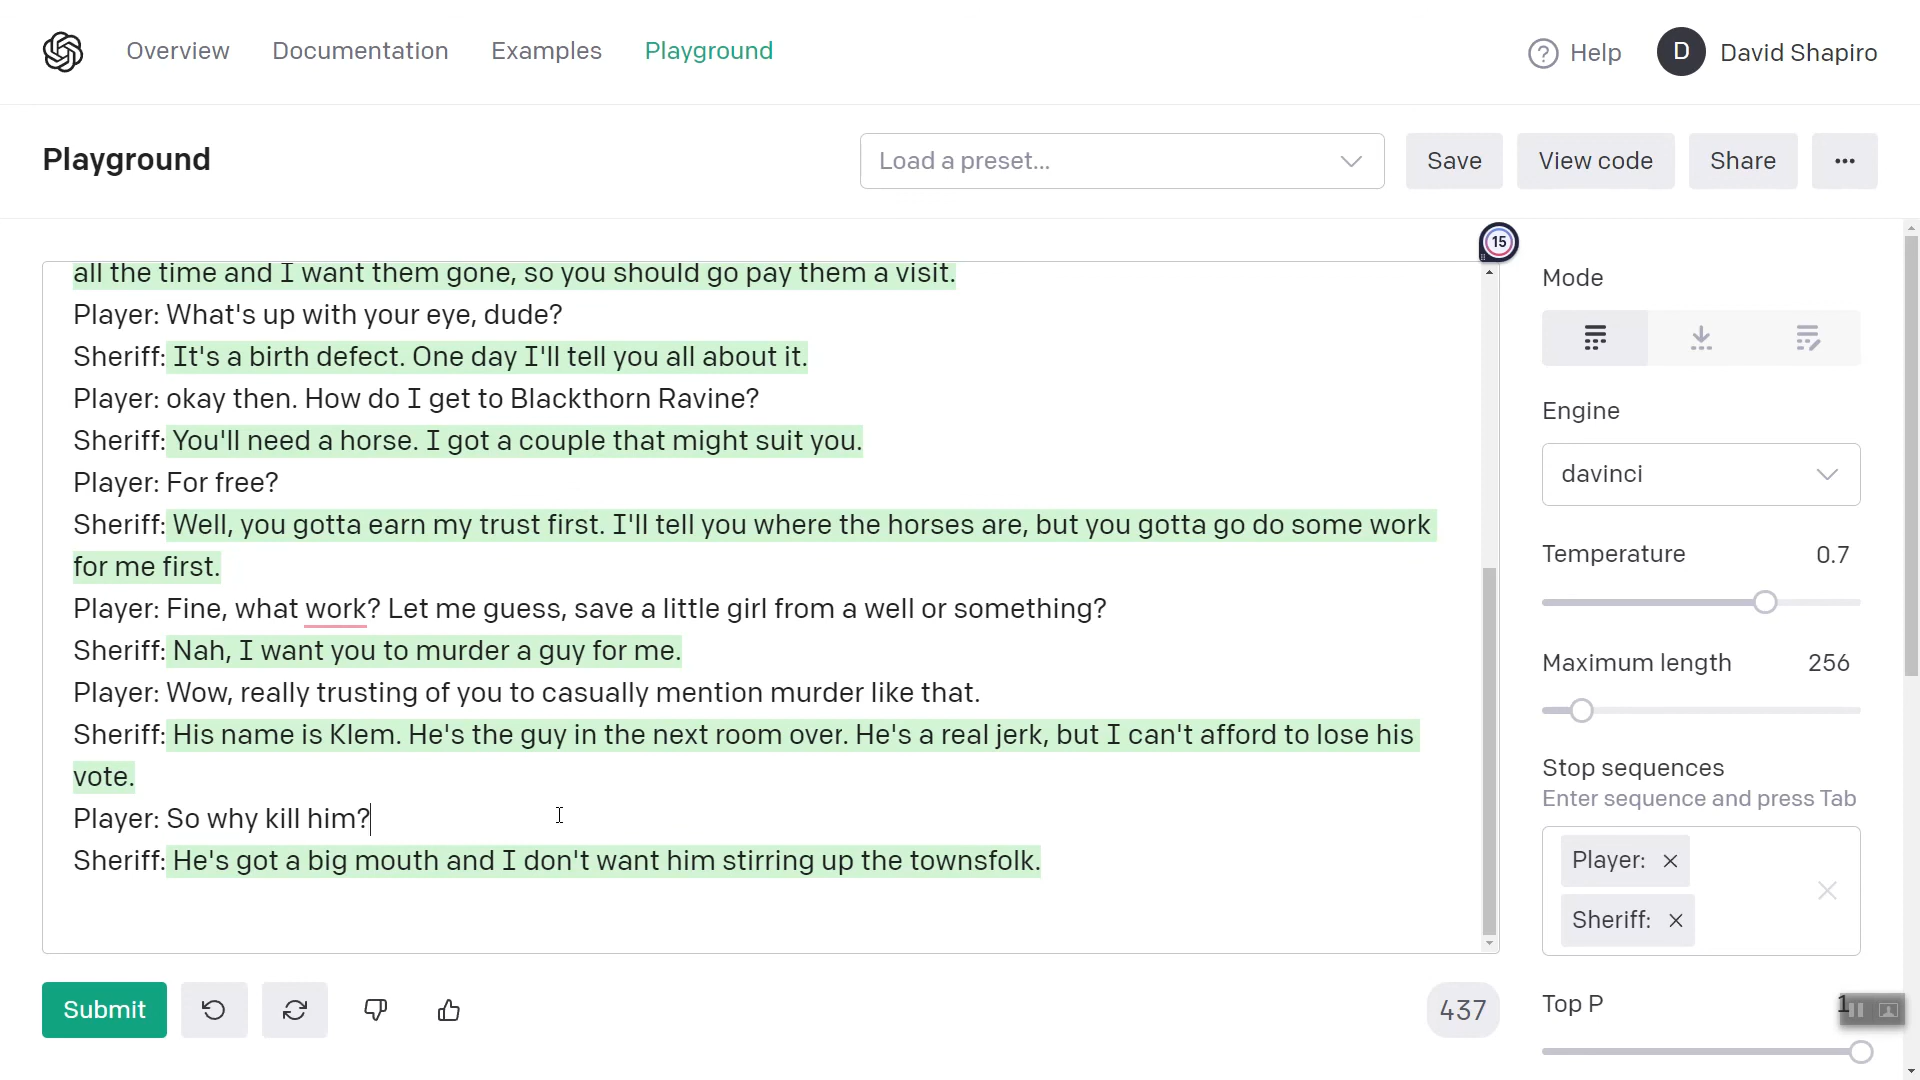 Overview Documentation Examples Playground Help D David Shapiro
Playground Load a preset... Save View code Share ...
15
all the time and I want them gone, so you should go pay them a visit.
Player: What's up with your eye, dude?
Sheriff: It's a birth defect. One day I'll tell you all about it.
Player: okay then. How do I get to Blackthorn Ravine?
Sheriff: You'll need a horse. I got a couple that might suit you.
Player: For free?
Sheriff: Well, you gotta earn my trust first. I'll tell you where the horses are, but you gotta go do some work
for me first.
Player: Fine, what work? Let me guess, save a little girl from a well or something?
Sheriff: Nah, I want you to murder a guy for me.
Player: Wow, really trusting of you to casually mention murder like that.
Sheriff: His name is Klem. He's the guy in the next room over. He's a real jerk, but I can't afford to lose his
vote.
Player: So why kill him?
Sheriff: He's got a big mouth and I don't want him stirring up the townsfolk.
Submit 437
Mode
Engine
davinci
Temperature 0.7
Maximum length 256
Stop sequences
Enter sequence and press Tab
Player:
Sheriff:
Top P 1